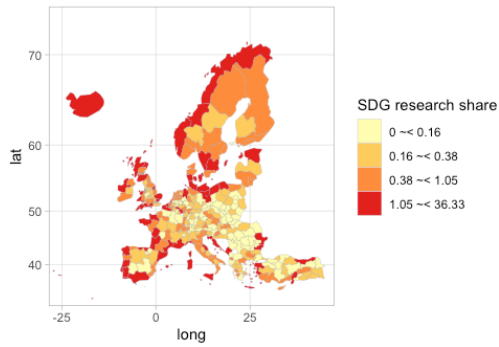 70
60
50
40
lat
-25
0
25
long
SDG research share
0 ~< 0.16
0.16 ~< 0.38
0.38 ~< 1.05
1.05 ~< 36.33